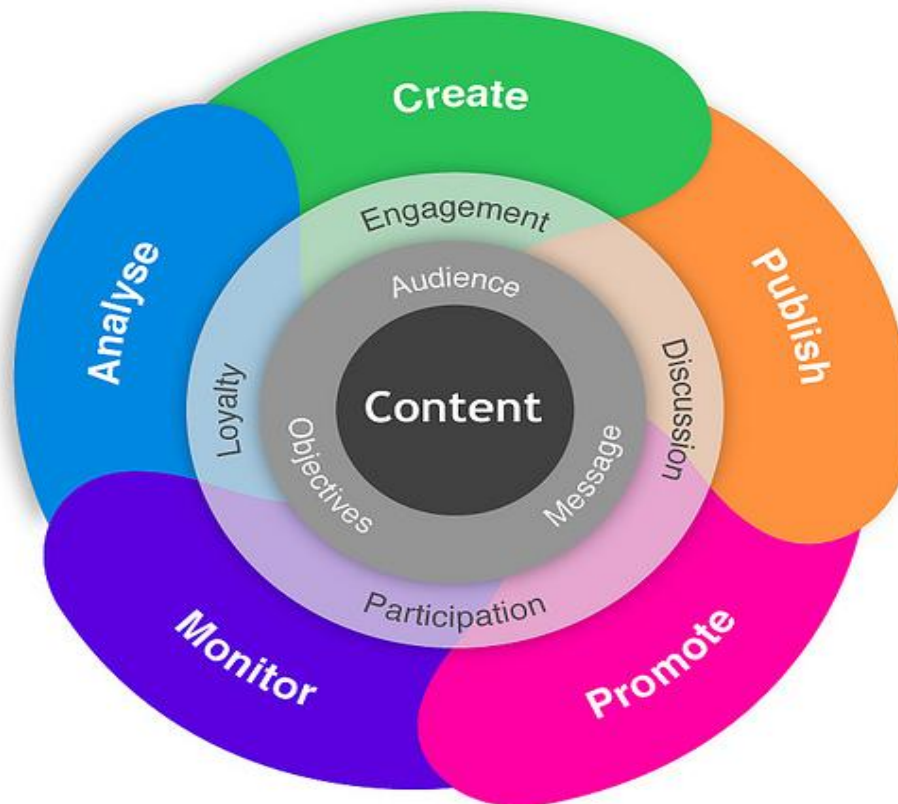 Create
Publish
Promote
Monitor
Analyse
Engagement
Discussion
Participation
Loyalty
Audience
Message
Objectives
Content